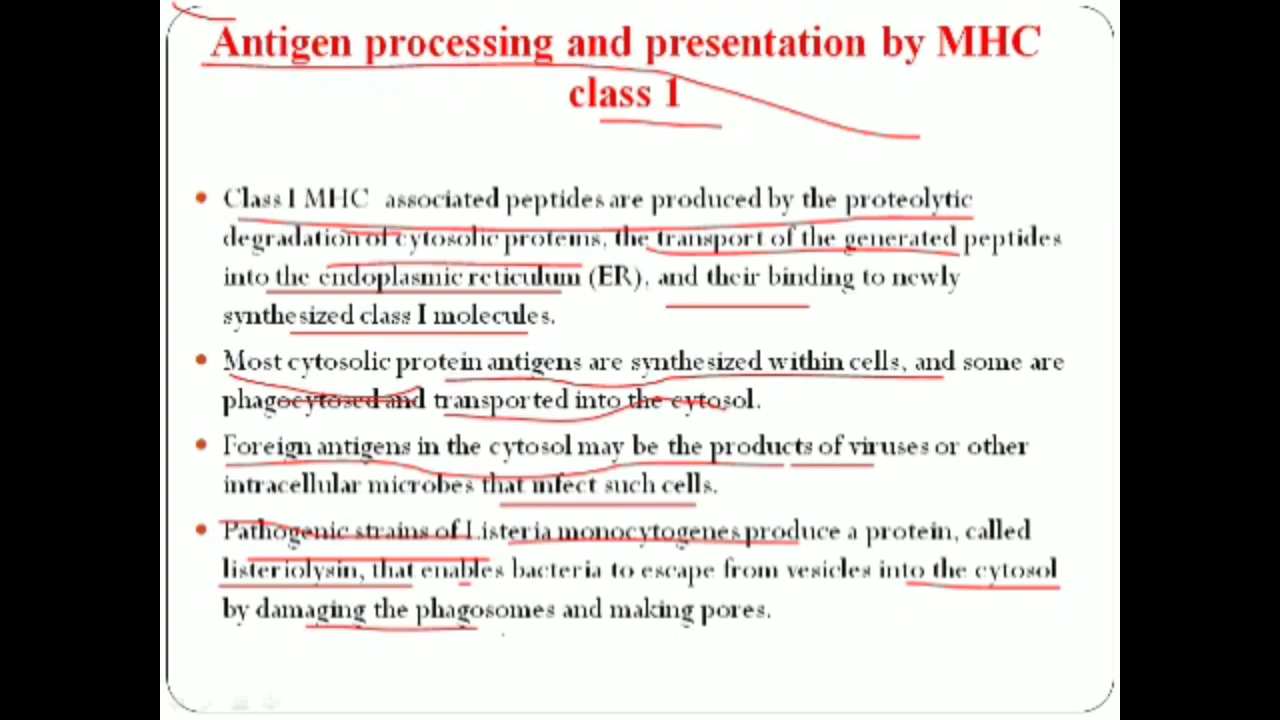 Antigen processing and presentation by MHC
class 1
• Class I MHC associated peptides are produced by the proteolytic
degradation of cytosolic proteins, the transport of the generated peptides
into the endoplasmic reticulum (ER), and their binding to newly
synthesized class I molecules.
• Most cytosolic protein antigens are synthesized within cells, and some are
phagocytosed and transported into the cytosol.
• Foreign antigens in the cytosol may be the products of viruses or other
intracellular microbes that infect such cells.
• Pathogenic strains of Listeria monocytogenes produce a protein, called
listeriolysin, that enables bacteria to escape from vesicles into the cytosol
by damaging the phagosomes and making pores.